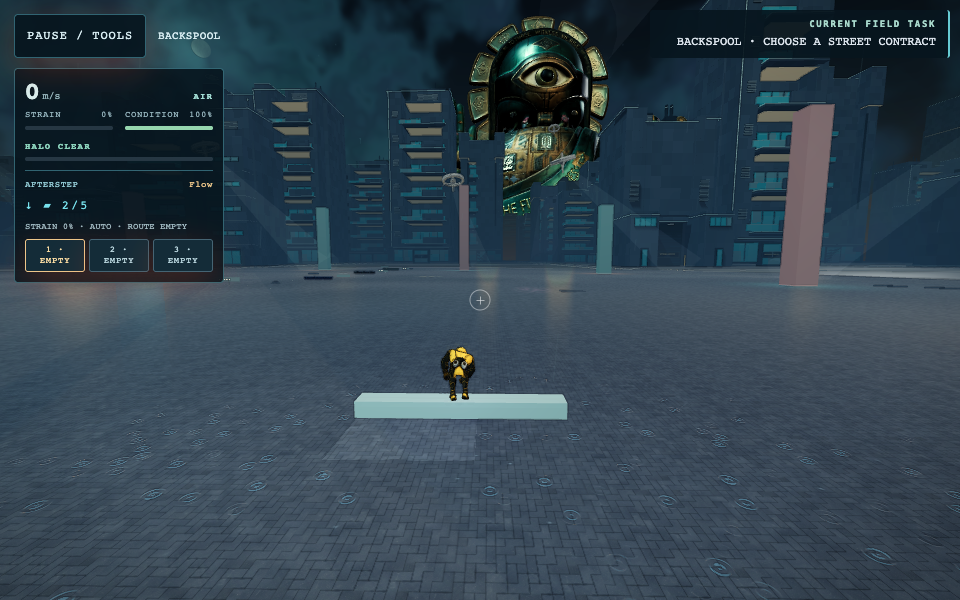 PAUSE / TOOLS
BACKSPOOL
CURRENT FIELD TASK
BACKSPOOL · CHOOSE A STREET CONTRACT
0 m/s
AIR
STRAIN 0%
CONDITION 100%
HALO CLEAR
AFTERSTEP
Flow
↓ ▰ 2/5
STRAIN 0% · AUTO · ROUTE EMPTY
1 · EMPTY
2 · EMPTY
3 · EMPTY